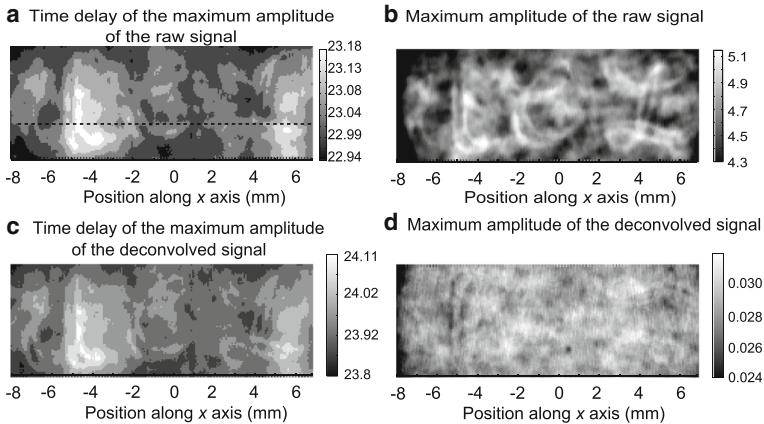 a Time delay of the maximum amplitude
of the raw signal
23.18
23.13
23.08
23.04
22.99
22.94
-8 -6 -4 -2 0 2 4 6
Position along x axis (mm)
b Maximum amplitude of the raw signal
5.1
4.9
4.7
4.5
4.3
-8 -6 -4 -2 0 2 4 6
Position along x axis (mm)
c Time delay of the maximum amplitude
of the deconvolved signal
24.11
24.02
23.92
23.8
-8 -6 -4 -2 0 2 4 6
Position along x axis (mm)
d Maximum amplitude of the deconvolved signal
0.030
0.028
0.026
0.024
-8 -6 -4 -2 0 2 4 6
Position along x axis (mm)